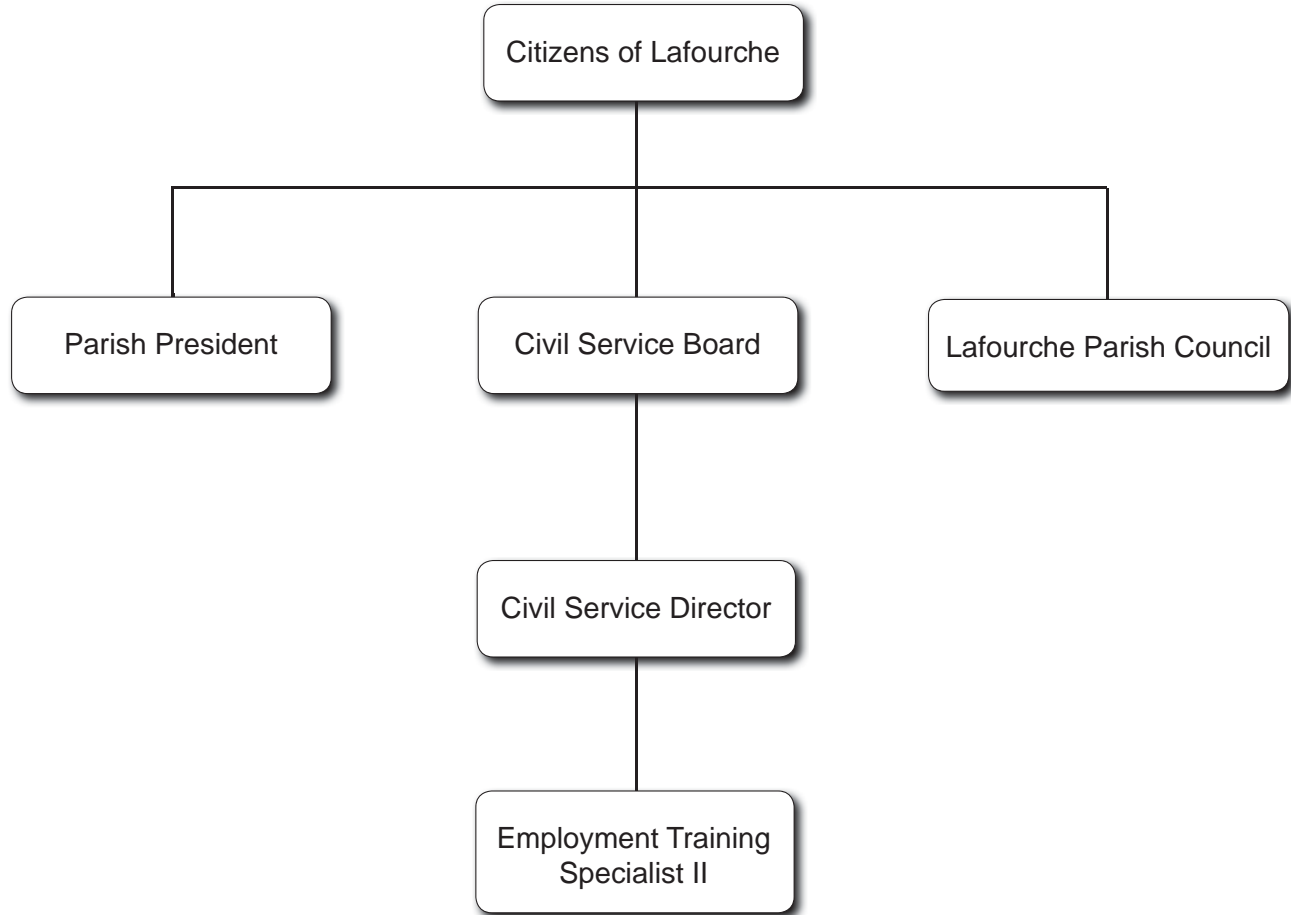 Citizens of Lafourche
Parish President
Civil Service Board
Lafourche Parish Council
Civil Service Director
Employment Training
Specialist II